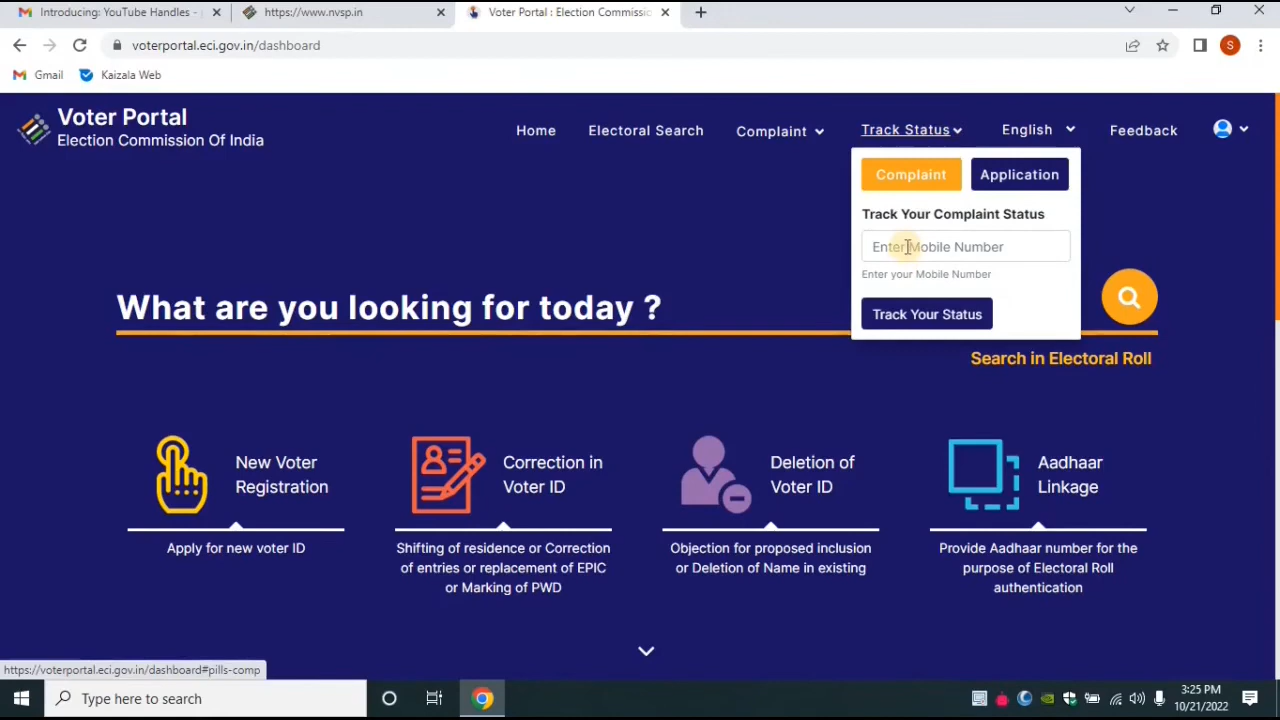 Introducing: YouTube Handles -
https://www.nvsp.in
Voter Portal : Election Commissio
voterportal.eci.gov.in/dashboard
S
Gmail
Kaizala Web
Voter Portal
Election Commission Of India
Home
Electoral Search
Complaint
Track Status
English
Feedback
Complaint
Application
Track Your Complaint Status
Enter Mobile Number
Enter your Mobile Number
Track Your Status
What are you looking for today ?
Search in Electoral Roll
New Voter
Registration
Apply for new voter ID
Correction in
Voter ID
Shifting of residence or Correction
of entries or replacement of EPIC
or Marking of PWD
Deletion of
Voter ID
Objection for proposed inclusion
or Deletion of Name in existing
Aadhaar
Linkage
Provide Aadhaar number for the
purpose of Electoral Roll
authentication
https://voterportal.eci.gov.in/dashboard#pills-comp
Type here to search
3:25 PM
10/21/2022